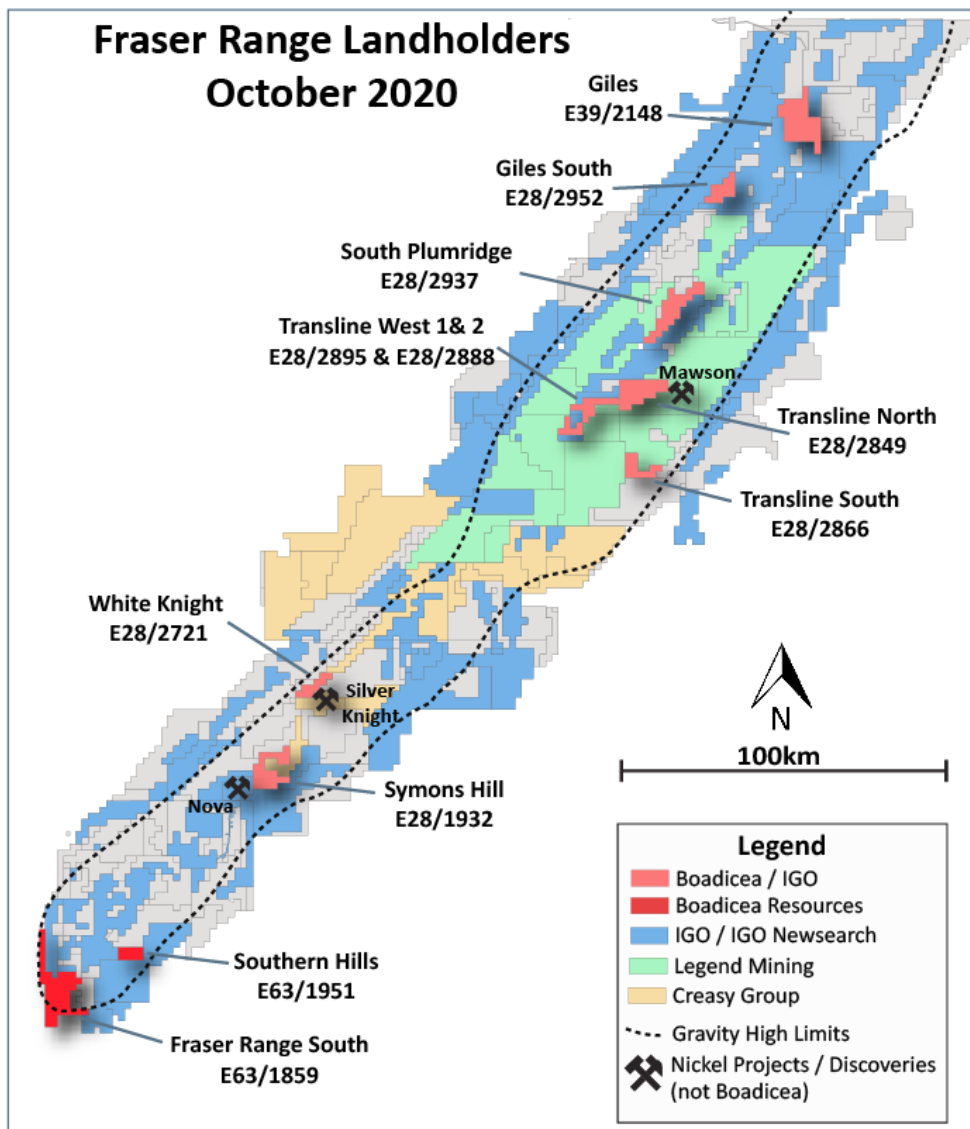 Fraser Range Landholders
October 2020
Giles
E39/2148
Giles South
E28/2952
South Plumridge
E28/2937
Transline West 1& 2
E28/2895 & E28/2888
Mawson
Transline North
E28/2849
Transline South
E28/2866
White Knight
E28/2721
Silver
Knight
Nova
Symons Hill
E28/1932
N
100km
Southern Hills
E63/1951
Fraser Range South
E63/1859
Legend
Boadicea / IGO
Boadicea Resources
IGO / IGO Newsearch
Legend Mining
Creasy Group
Gravity High Limits
Nickel Projects / Discoveries
(not Boadicea)